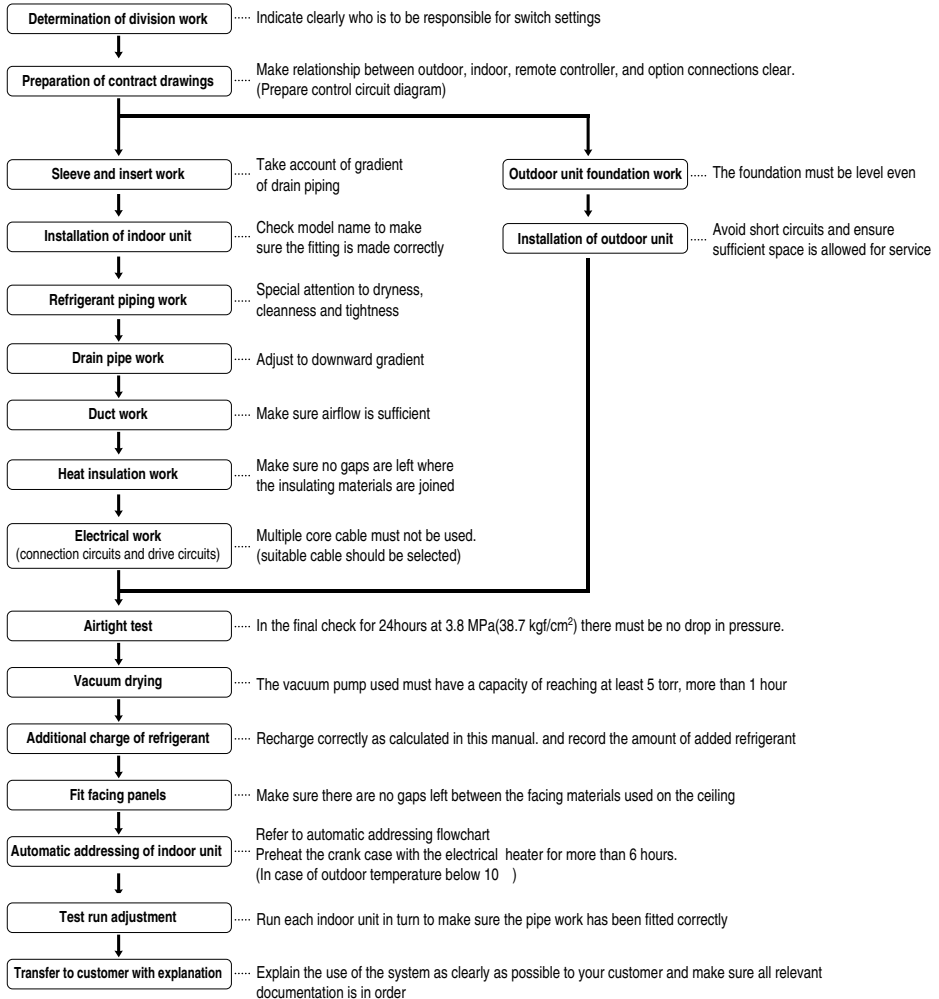 Determination of division work ····· Indicate clearly who is to be responsible for switch settings
Preparation of contract drawings ····· Make relationship between outdoor, indoor, remote controller, and option connections clear.
(Prepare control circuit diagram)
Sleeve and insert work ····· Take account of gradient
of drain piping
Outdoor unit foundation work ····· The foundation must be level even
Installation of indoor unit ····· Check model name to make
sure the fitting is made correctly
Installation of outdoor unit ····· Avoid short circuits and ensure
sufficient space is allowed for service
Refrigerant piping work ····· Special attention to dryness,
cleanness and tightness
Drain pipe work ····· Adjust to downward gradient
Duct work ····· Make sure airflow is sufficient
Heat insulation work ····· Make sure no gaps are left where
the insulating materials are joined
Electrical work
(connection circuits and drive circuits) ····· Multiple core cable must not be used.
(suitable cable should be selected)
Airtight test ····· In the final check for 24hours at 3.8 MPa(38.7 kgf/cm²) there must be no drop in pressure.
Vacuum drying ····· The vacuum pump used must have a capacity of reaching at least 5 torr, more than 1 hour
Additional charge of refrigerant ····· Recharge correctly as calculated in this manual. and record the amount of added refrigerant
Fit facing panels ····· Make sure there are no gaps left between the facing materials used on the ceiling
Automatic addressing of indoor unit ····· Refer to automatic addressing flowchart
Preheat the crank case with the electrical heater for more than 6 hours.
(In case of outdoor temperature below 10 )
Test run adjustment ····· Run each indoor unit in turn to make sure the pipe work has been fitted correctly
Transfer to customer with explanation ····· Explain the use of the system as clearly as possible to your customer and make sure all relevant
documentation is in order